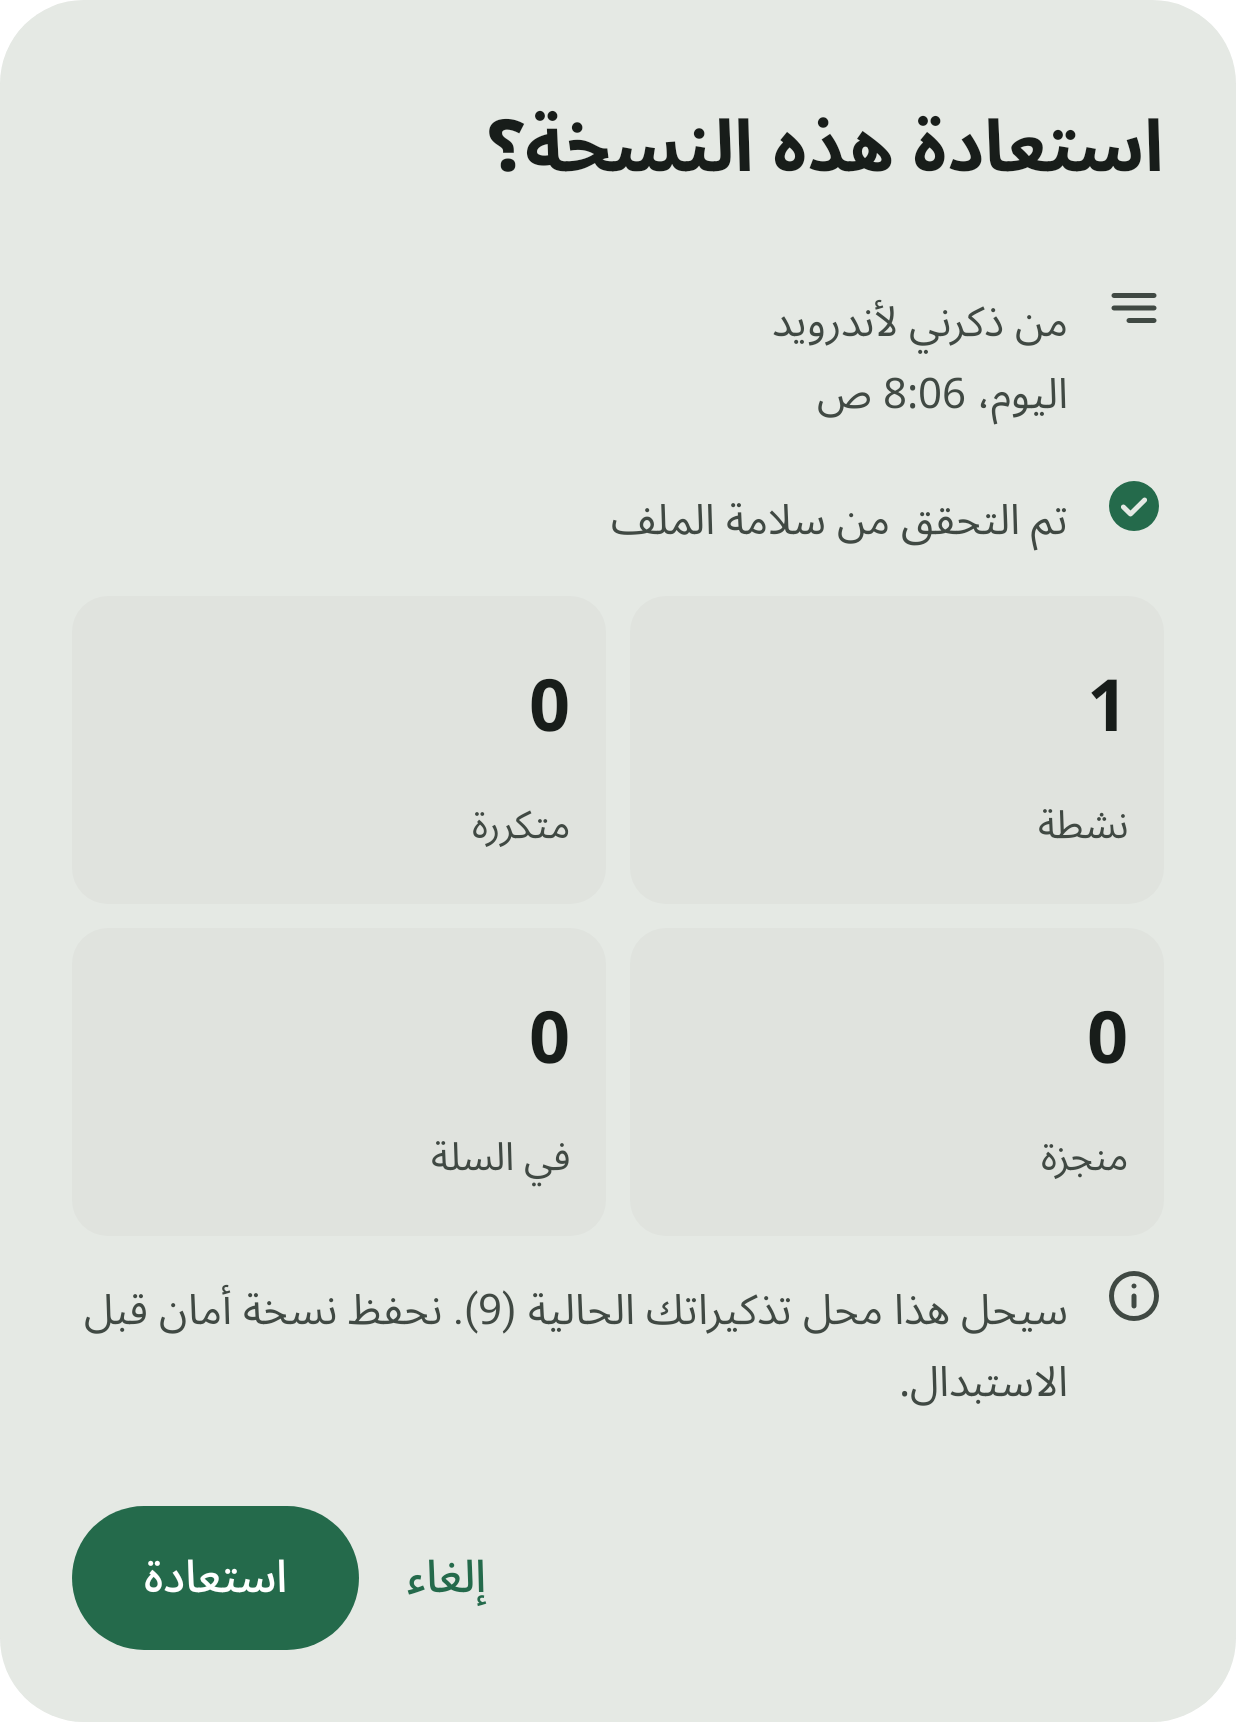 استعادة هذه النسخة؟
من ذكرني لأندرويد
اليوم، 8:06 ص
تم التحقق من سلامة الملف
1
نشطة
0
متكررة
0
منجزة
0
في السلة
سيحل هذا محل تذكيراتك الحالية (9). نحفظ نسخة أمان قبل
الاستبدال.
إلغاء
استعادة